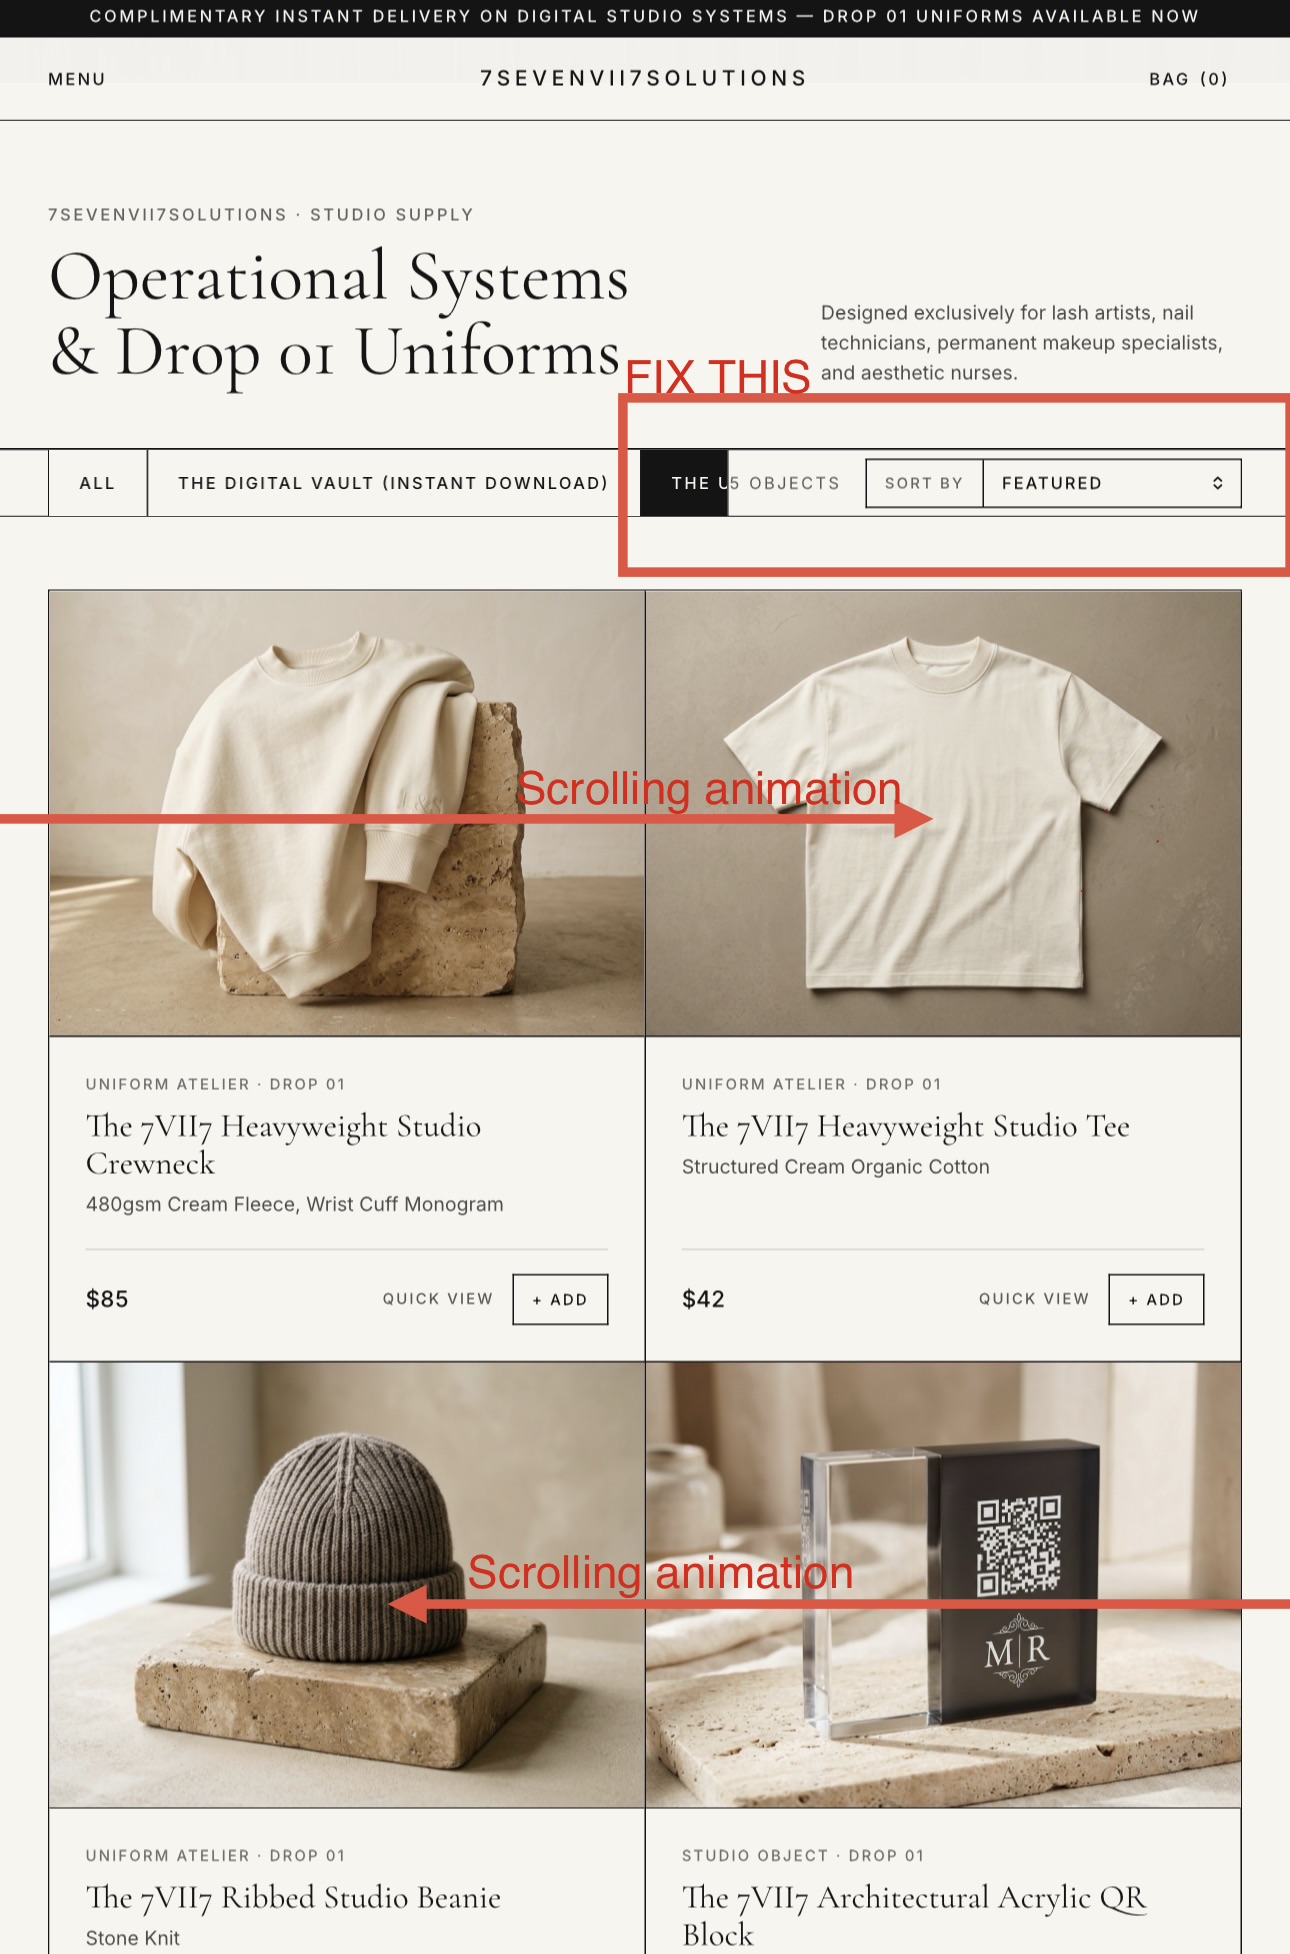 COMPLIMENTARY INSTANT DELIVERY ON DIGITAL STUDIO SYSTEMS — DROP 01 UNIFORMS AVAILABLE NOW
MENU
7SEVENVII7SOLUTIONS
BAG (0)
7SEVENVII7SOLUTIONS · STUDIO SUPPLY
Operational Systems
& Drop 01 Uniforms
Designed exclusively for lash artists, nail
technicians, permanent makeup specialists,
and aesthetic nurses.
FIX THIS
ALL
THE DIGITAL VAULT (INSTANT DOWNLOAD)
THE U
5 OBJECTS
SORT BY
FEATURED
Scrolling animation
UNIFORM ATELIER · DROP 01
The 7VII7 Heavyweight Studio
Crewneck
480gsm Cream Fleece, Wrist Cuff Monogram
$85
QUICK VIEW
+ ADD
UNIFORM ATELIER · DROP 01
The 7VII7 Heavyweight Studio Tee
Structured Cream Organic Cotton
$42
QUICK VIEW
+ ADD
Scrolling animation
M|R
UNIFORM ATELIER · DROP 01
The 7VII7 Ribbed Studio Beanie
Stone Knit
STUDIO OBJECT · DROP 01
The 7VII7 Architectural Acrylic QR
Block